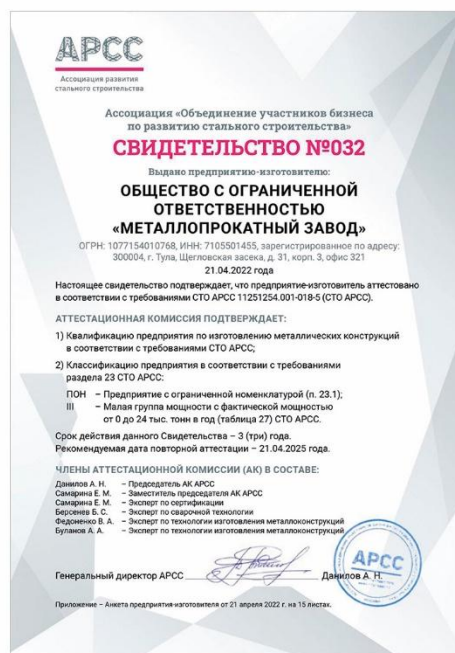 АРСС
Ассоциация развития
стального строительства
Ассоциация «Объединение участников бизнеса
по развитию стального строительства»
СВИДЕТЕЛЬСТВО №032
Выдано предприятию-изготовителю:
ОБЩЕСТВО С ОГРАНИЧЕННОЙ
ОТВЕТСТВЕННОСТЬЮ
«МЕТАЛЛОПРОКАТНЫЙ ЗАВОД»
ОГРН: 1077154010768, ИНН: 7105501455, зарегистрированное по адресу:
300004, г. Тула, Щегловская засека, д. 31, корп. 3, офис 321
21.04.2022 года
Настоящее свидетельство подтверждает, что предприятие-изготовитель аттестовано
в соответствии с требованиями СТО АРСС 11251254.001-018-5 (СТО АРСС).
АТТЕСТАЦИОННАЯ КОМИССИЯ ПОДТВЕРЖДАЕТ:
1) Квалификацию предприятия по изготовлению металлических конструкций
в соответствии с требованиями СТО АРСС;
2) Классификацию предприятия в соответствии с требованиями
раздела 23 СТО АРСС:
ПОН – Предприятие с ограниченной номенклатурой (п. 23.1);
III – Малая группа мощности с фактической мощностью
от 0 до 24 тыс. тонн в год (таблица 27) СТО АРСС.
Срок действия данного Свидетельства – 3 (три) года.
Рекомендуемая дата повторной аттестации – 21.04.2025 года.
ЧЛЕНЫ АТТЕСТАЦИОННОЙ КОМИССИИ (АК) В СОСТАВЕ:
Данилов А. Н. – Председатель АК АРСС
Самарина Е. М. – Заместитель председателя АК АРСС
Самарина Е. М. – Эксперт по сертификации
Берсенев Б. С. – Эксперт по сварочной технологии
Федоненко В. А. – Эксперт по технологии изготовления металлоконструкций
Буланов А. А. – Эксперт по технологии изготовления металлоконструкций
Генеральный директор АРСС Данилов А. Н.
АРСС
Приложение – Анкета предприятия-изготовителя от 21 апреля 2022 г. на 15 листах.